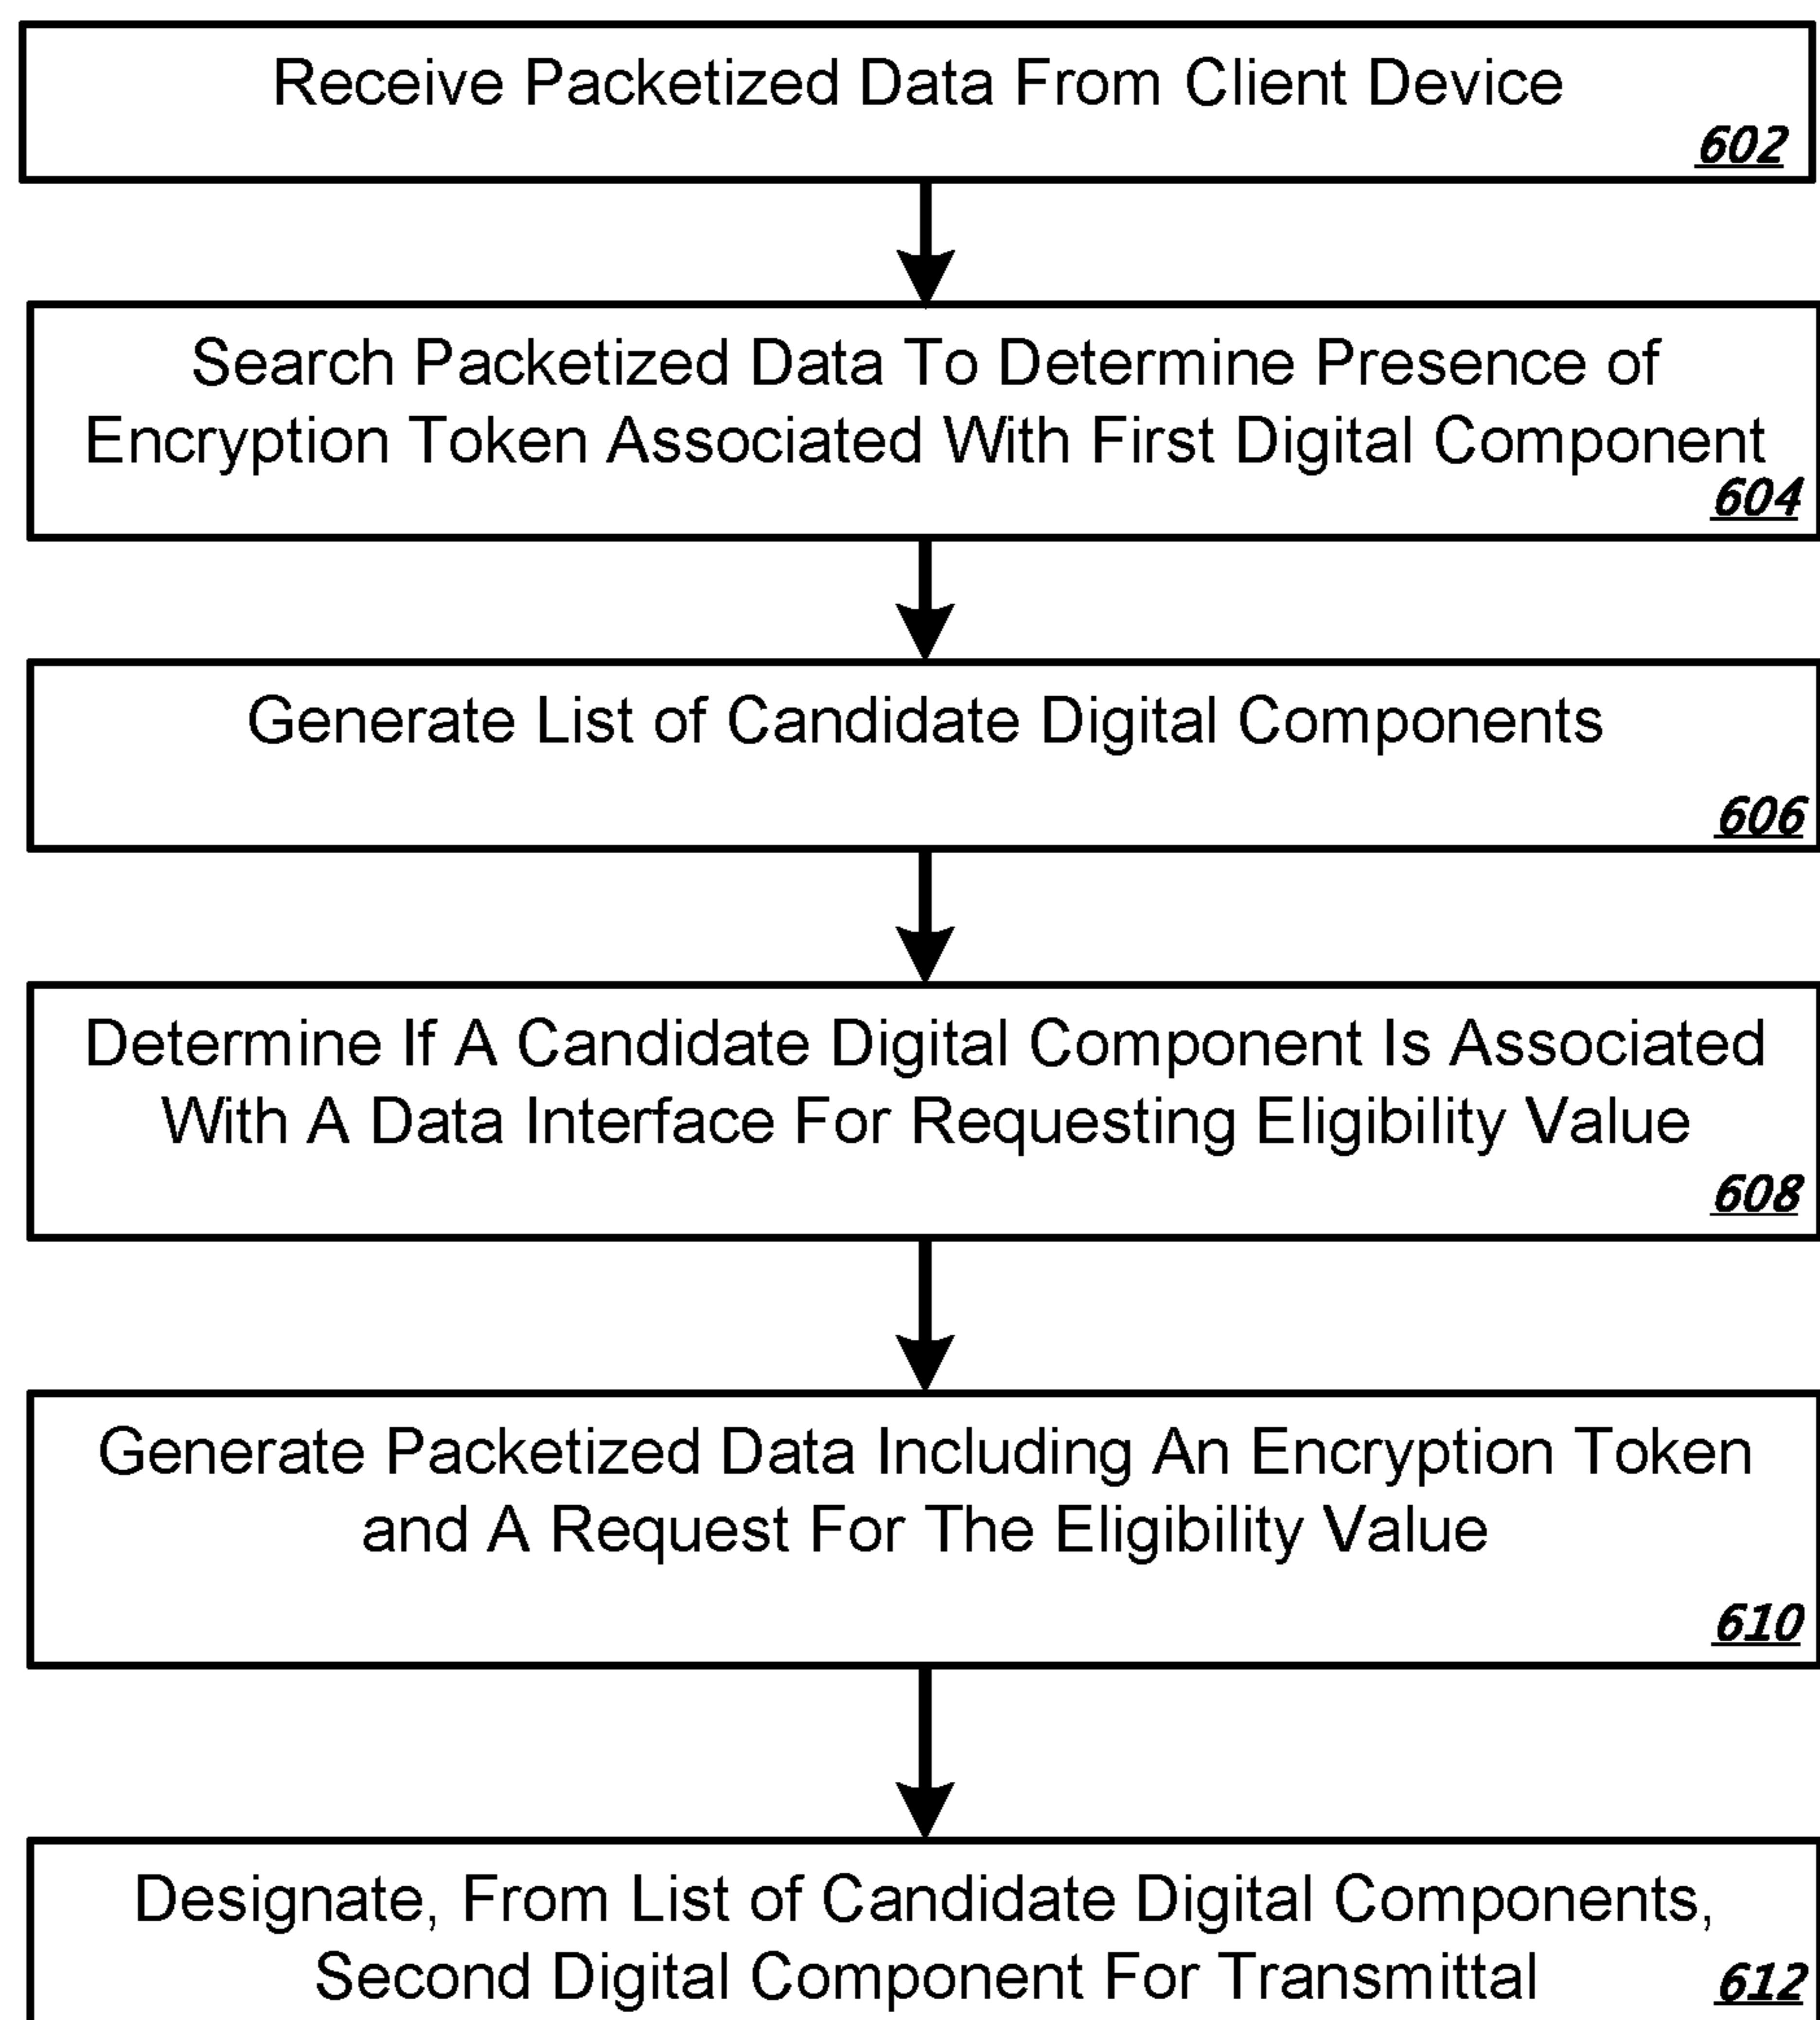 Receive Packetized Data From Client Device
602
Search Packetized Data To Determine Presence of
Encryption Token Associated With First Digital Component
604
Generate List of Candidate Digital Components
606
Determine If A Candidate Digital Component Is Associated
With A Data Interface For Requesting Eligibility Value
608
Generate Packetized Data Including An Encryption Token
and A Request For The Eligibility Value
610
Designate, From List of Candidate Digital Components,
Second Digital Component For Transmittal
612